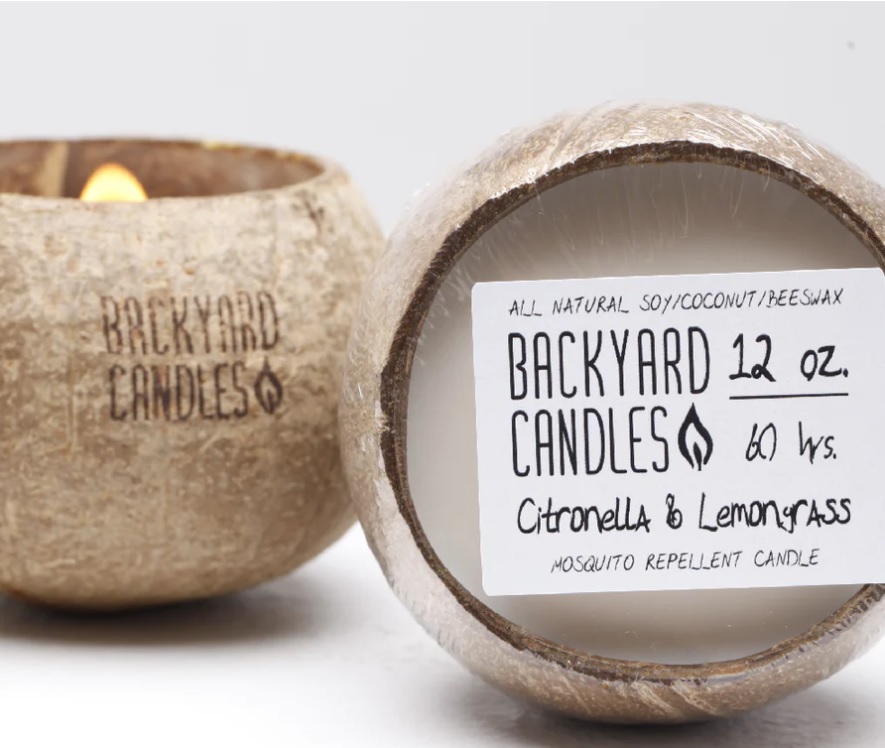 BACKYARD
CANDLES
ALL NATURAL SOY/COCONUT/BEESWAX
BACKYARD 12 oz.
CANDLES 60 hrs.
Citronella & Lemongrass
MOSQUITO REPELLENT CANDLE